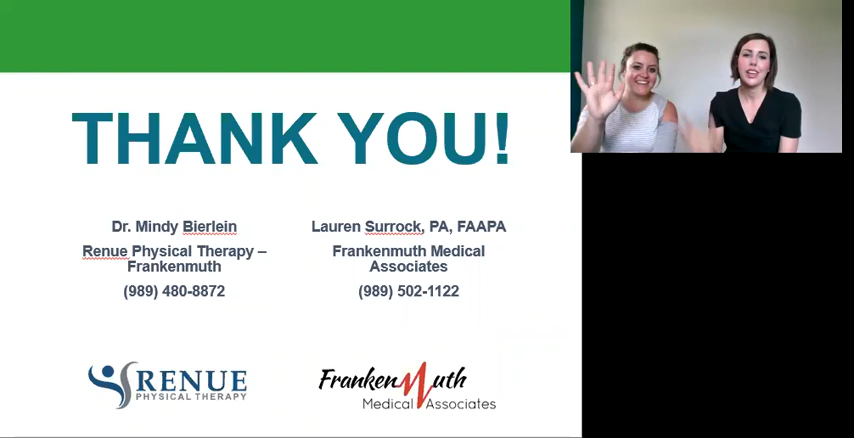 THANK YOU!
Dr. Mindy Bierlein
Renue Physical Therapy –
Frankenmuth
(989) 480-8872
Lauren Surrock, PA, FAAPA
Frankenmuth Medical
Associates
(989) 502-1122
RENUE
PHYSICAL THERAPY
FrankenMuth
Medical Associates